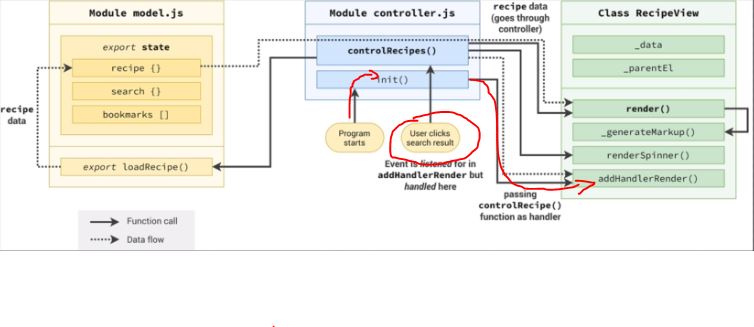 Module model.js
export state
recipe {}
search {}
bookmarks []
recipe
data
export loadRecipe()
Function call
Data flow
Module controller.js
controlRecipes()
init()
Program
starts
User clicks
search result
Event is listened for in
addHandlerRender but
handled here
recipe data
(goes through
controller)
passing
controlRecipe()
function as handler
Class RecipeView
_data
_parentEl
render()
_generateMarkup()
renderSpinner()
addHandlerRender()